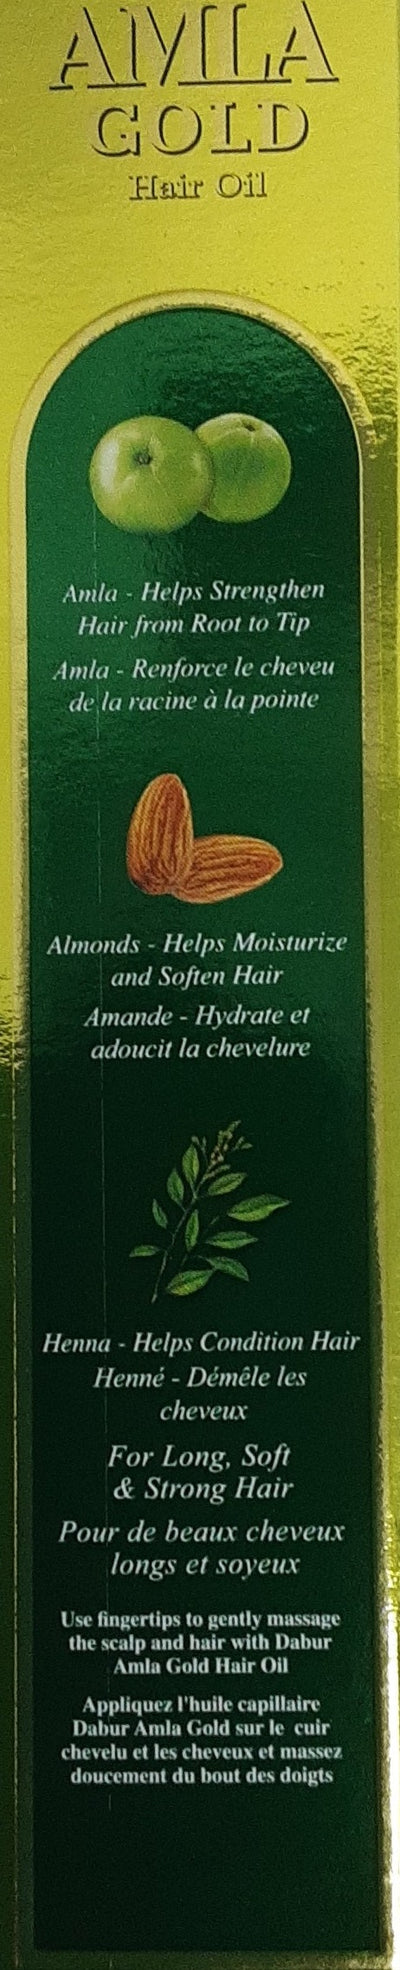 AMLA
GOLD
Hair Oil
Amla - Helps Strengthen
Hair from Root to Tip
Amla - Renforce le cheveu
de la racine à la pointe
Almonds - Helps Moisturize
and Soften Hair
Amande - Hydrate et
adoucit la chevelure
Henna - Helps Condition Hair
Henné - Démêle les
cheveux
For Long, Soft
& Strong Hair
Pour de beaux cheveux
longs et soyeux
Use fingertips to gently massage
the scalp and hair with Dabur
Amla Gold Hair Oil
Appliquez l'huile capillaire
Dabur Amla Gold sur le cuir
chevelu et les cheveux et massez
doucement du bout des doigts